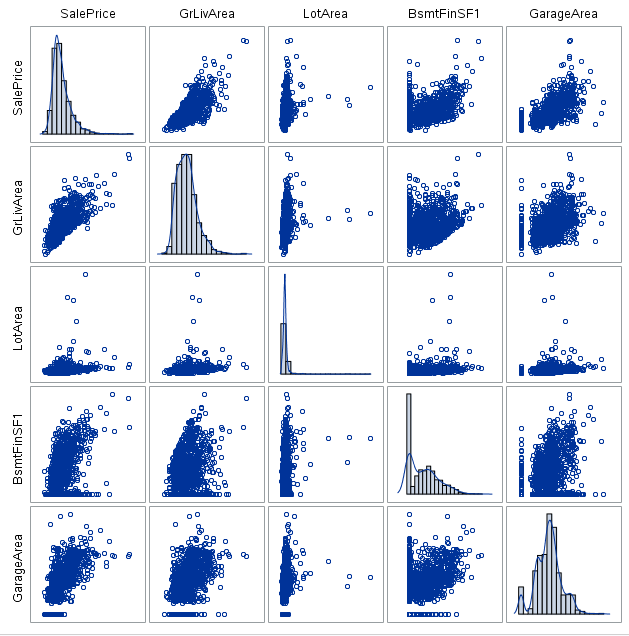 SalePrice GrLivArea LotArea BsmtFinSF1 GarageArea
SalePrice
GrLivArea
LotArea
BsmtFinSF1
GarageArea